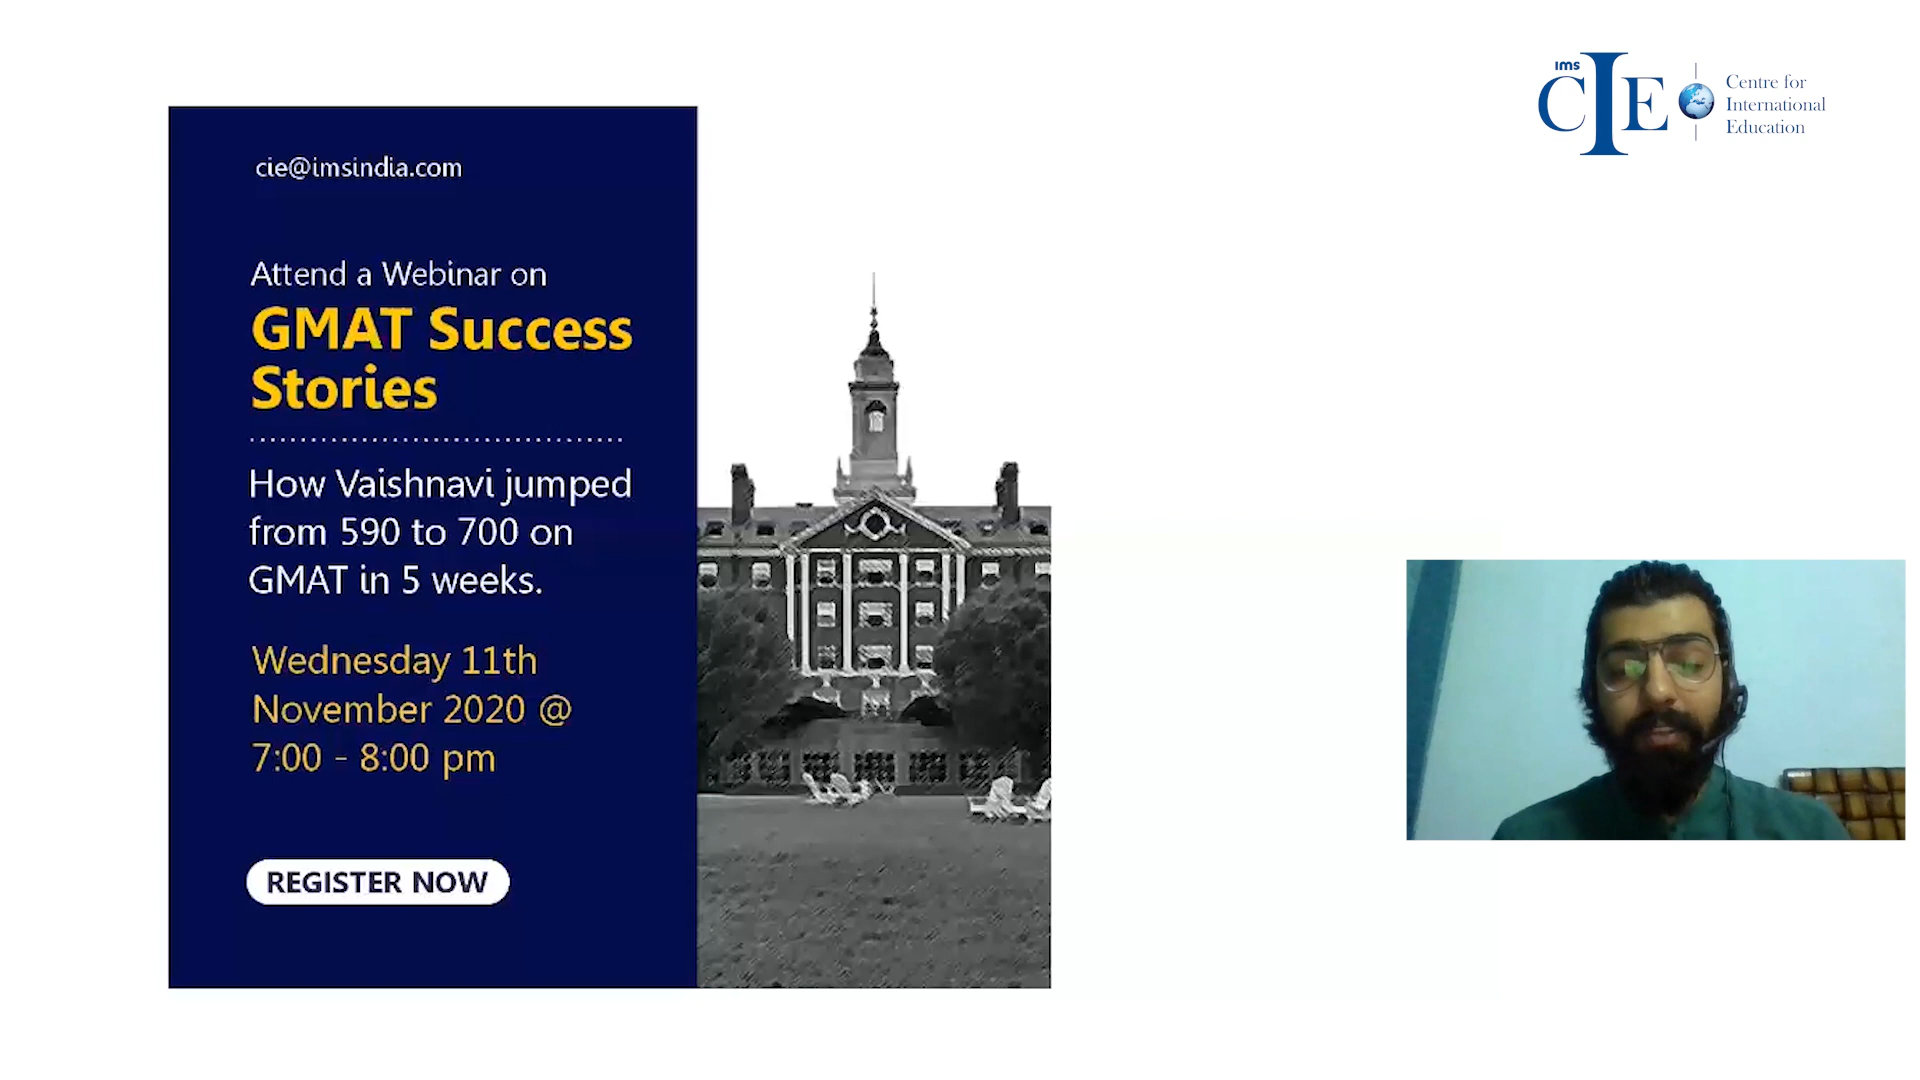 cie@imsindia.com
Attend a Webinar on
GMAT Success
Stories
How Vaishnavi jumped
from 590 to 700 on
GMAT in 5 weeks.
Wednesday 11th
November 2020 @
7:00 - 8:00 pm
REGISTER NOW
ims
CIE
Centre for
International
Education